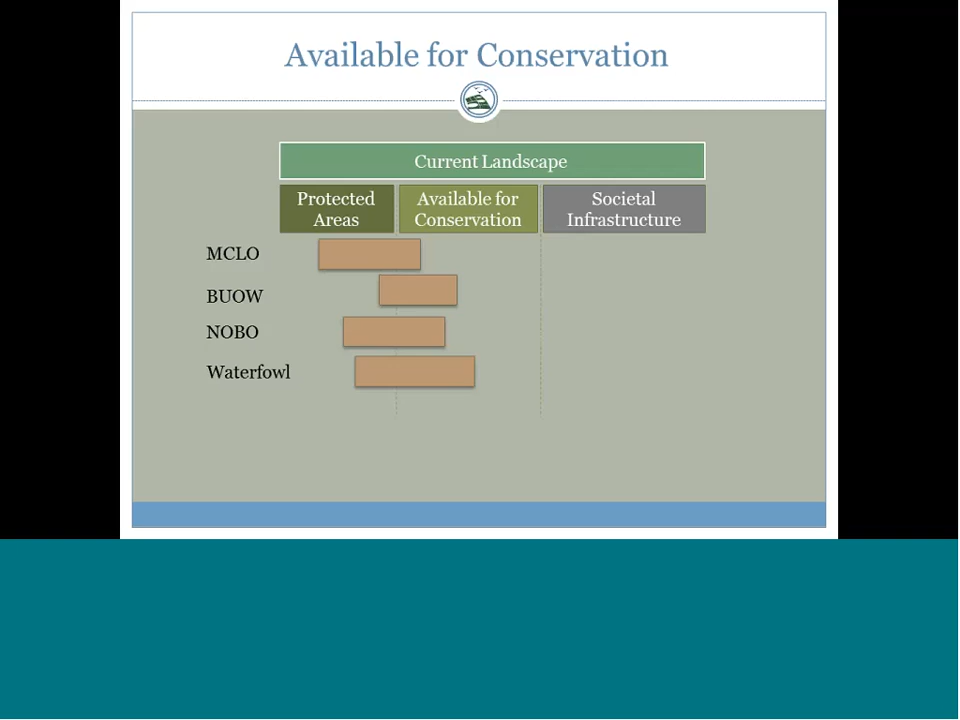 Available for Conservation
Current Landscape
Protected
Areas
Available for
Conservation
Societal
Infrastructure
MCLO
BUOW
NOBO
Waterfowl